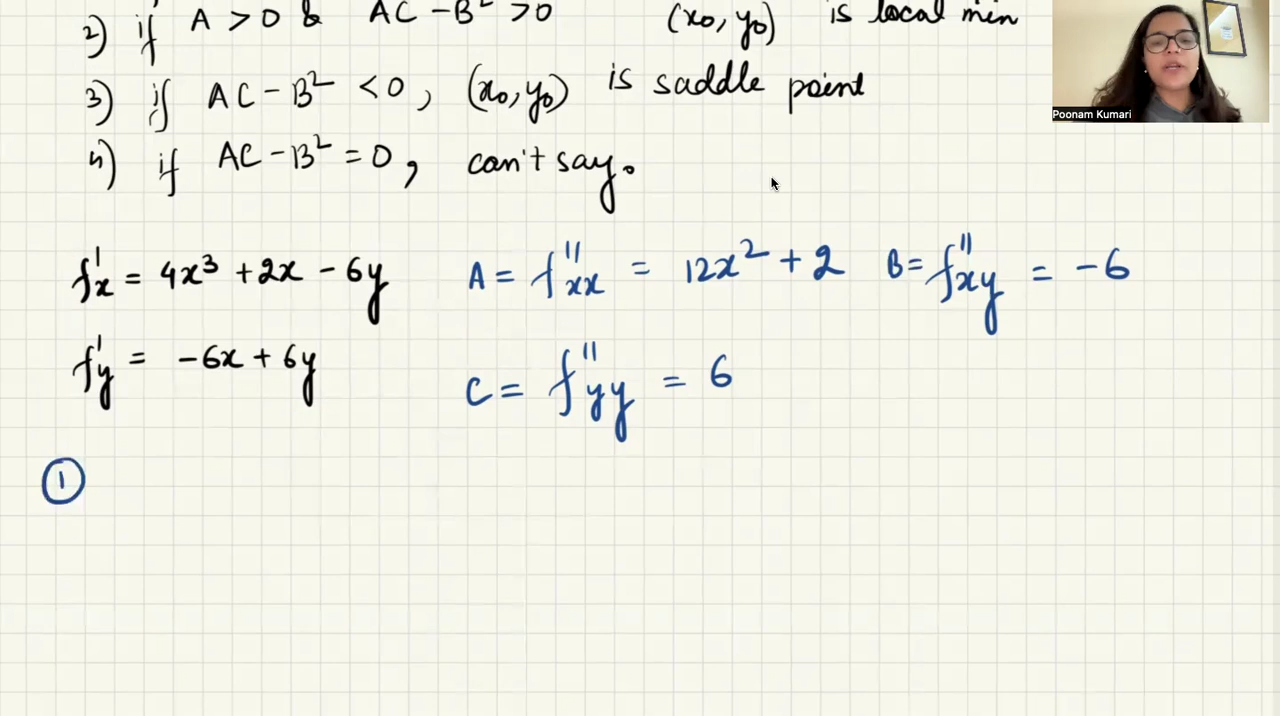 2) if A > 0 & AC - B² > 0 (x₀, y₀) is local min
3) if AC - B² < 0, (x₀, y₀) is saddle point
4) if AC - B² = 0, can't say.
f'ₓ = 4x³ + 2x - 6y A = f''ₓₓ = 12x² + 2 B = f''xy = -6
f'y = -6x + 6y C = f''yy = 6
①
Poonam Kumari